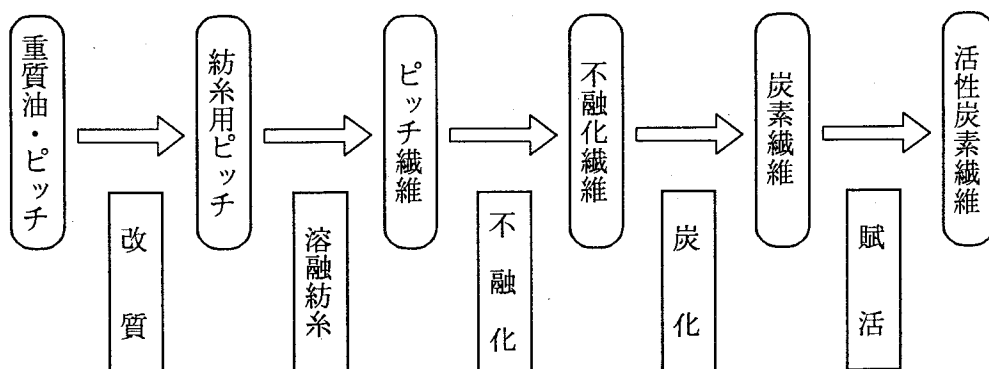 重質油・ピッチ
改質
紡糸用ピッチ
溶融紡糸
ピッチ繊維
不融化
不融化繊維
炭化
炭素繊維
賦活
活性炭素繊維